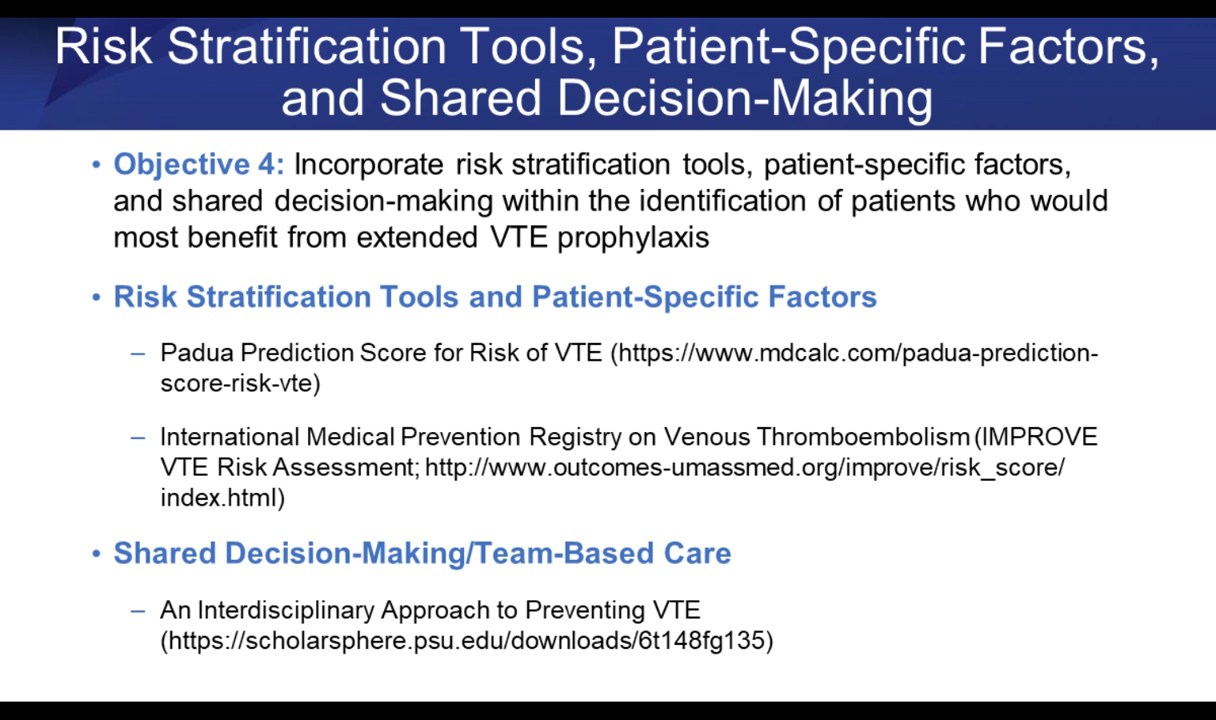 Risk Stratification Tools, Patient-Specific Factors,
and Shared Decision-Making
• Objective 4: Incorporate risk stratification tools, patient-specific factors,
and shared decision-making within the identification of patients who would
most benefit from extended VTE prophylaxis
• Risk Stratification Tools and Patient-Specific Factors
– Padua Prediction Score for Risk of VTE (https://www.mdcalc.com/padua-prediction-
score-risk-vte)
– International Medical Prevention Registry on Venous Thromboembolism (IMPROVE
VTE Risk Assessment; http://www.outcomes-umassmed.org/improve/risk_score/
index.html)
• Shared Decision-Making/Team-Based Care
– An Interdisciplinary Approach to Preventing VTE
(https://scholarsphere.psu.edu/downloads/6t148fg135)